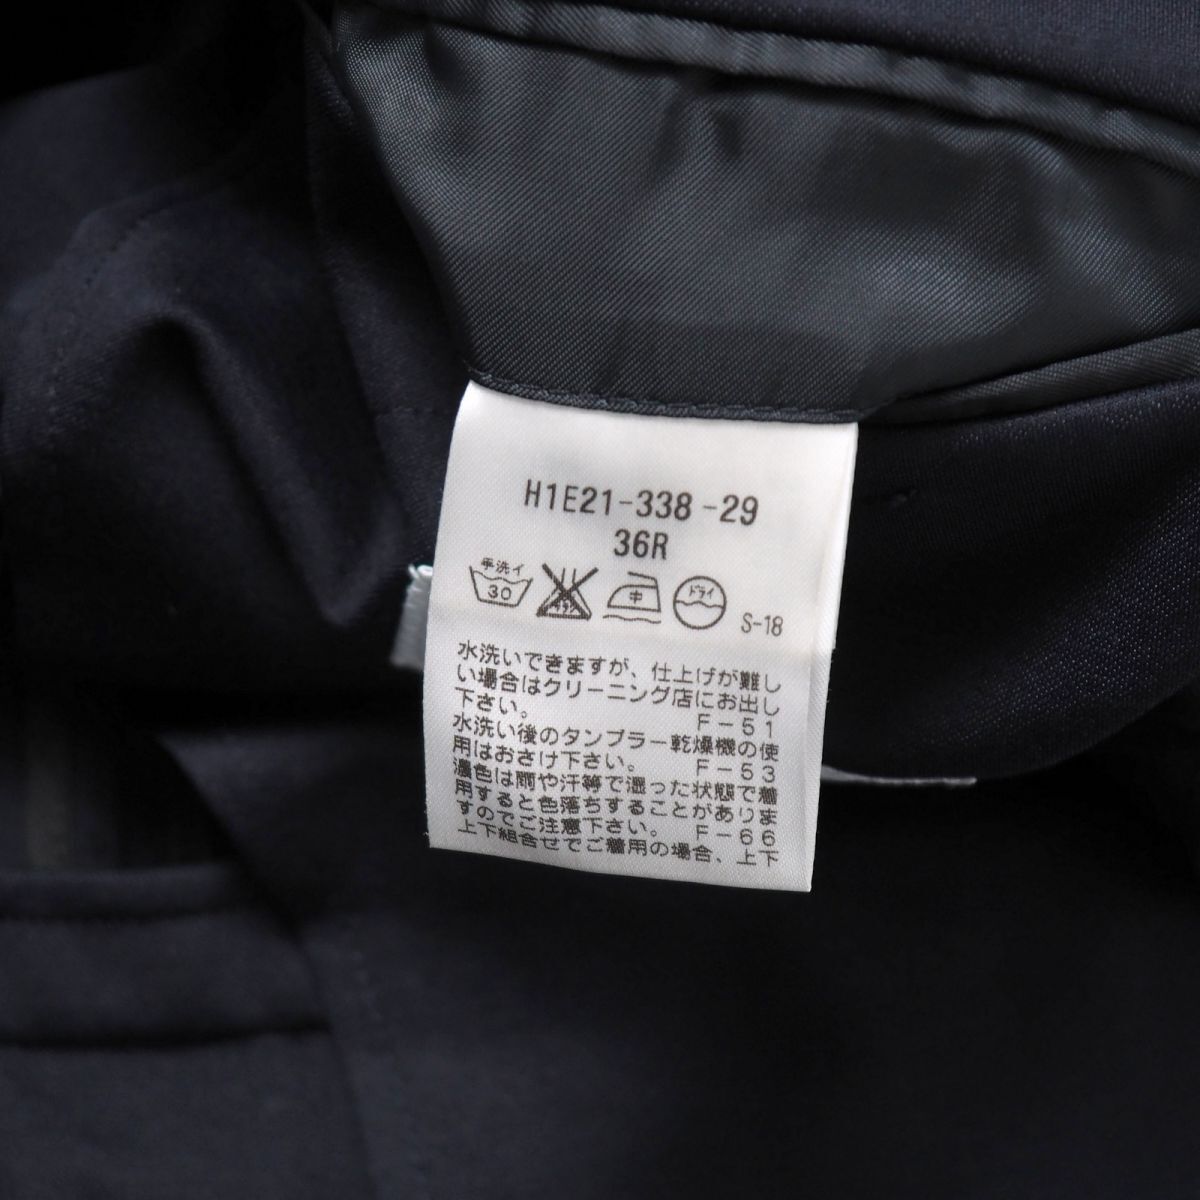 H1E21-338-29
36R
手洗イ
30
中
ドライ
S-18
水洗いできますが、仕上げが難し
い場合はクリーニング店にお出し
下さい。 F-51
水洗い後のタンブラー乾燥機の使
用はおさけ下さい。 F-53
濃色は雨や汗等で湿った状態で着
用すると色落ちすることがありま
すのでご注意下さい。 F-66
上下組合せでご着用の場合、上下